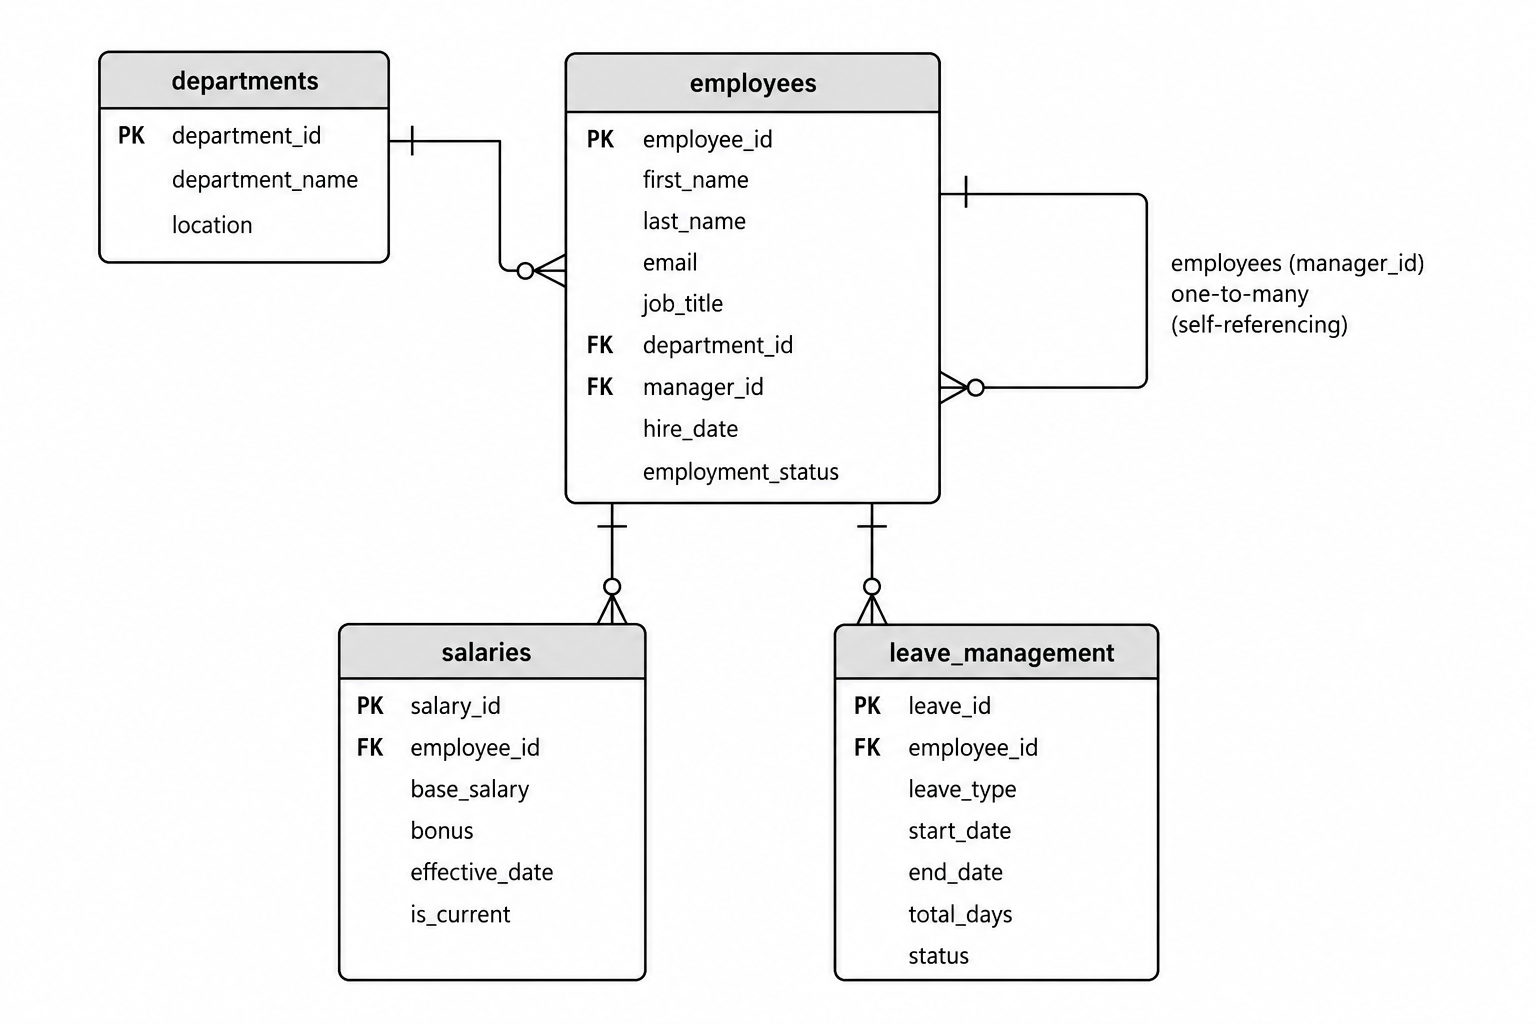 departments
PK department_id
department_name
location
employees
PK employee_id
first_name
last_name
email
job_title
FK department_id
FK manager_id
hire_date
employment_status
employees (manager_id)
one-to-many
(self-referencing)
salaries
PK salary_id
FK employee_id
base_salary
bonus
effective_date
is_current
leave_management
PK leave_id
FK employee_id
leave_type
start_date
end_date
total_days
status